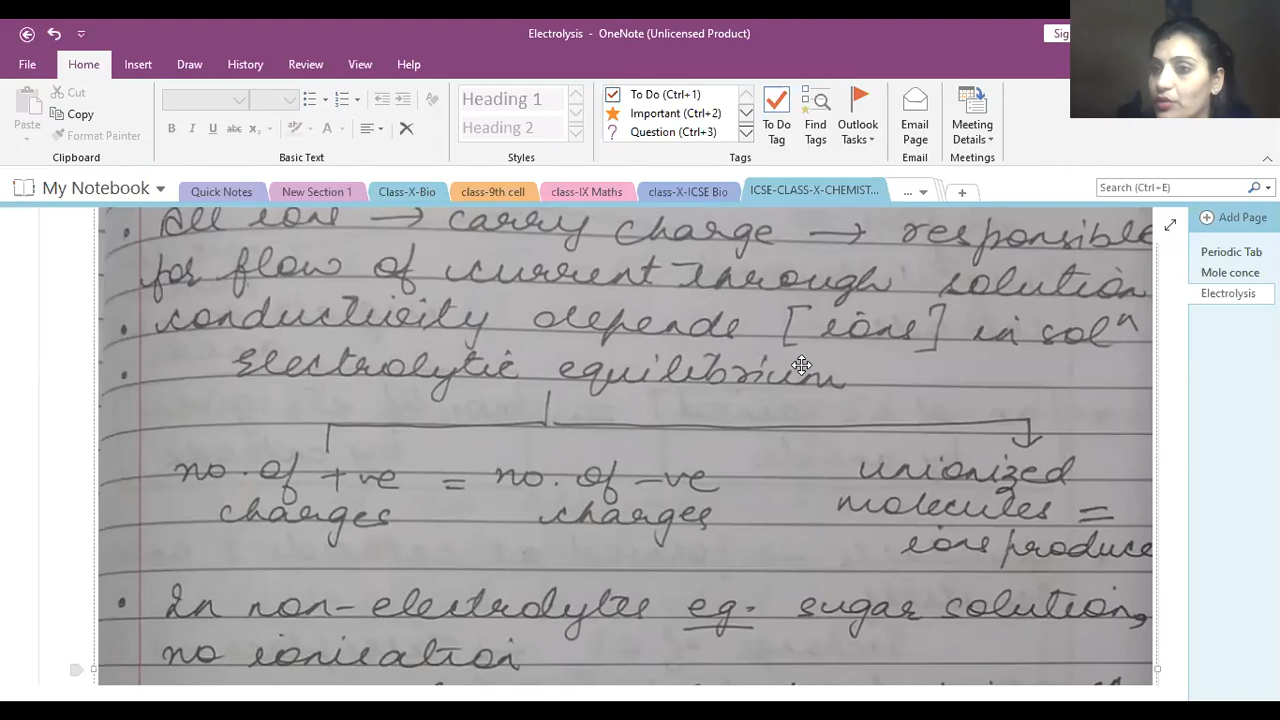 Electrolysis - OneNote (Unlicensed Product)
Sig
File Home Insert Draw History Review View Help
Paste
Cut
Copy
Format Painter
Clipboard
B I U abc x₂ A
Basic Text
Heading 1
Heading 2
Styles
To Do (Ctrl+1)
Important (Ctrl+2)
Question (Ctrl+3)
To Do Tag
Find Tags
Outlook Tasks
Tags
Email Page
Email
Meeting Details
Meetings
My Notebook Quick Notes New Section 1 Class-X-Bio class-9th cell class-IX Maths class-X-ICSE Bio ICSE-CLASS-X-CHEMIST... ...
Search (Ctrl+E)
Add Page
Periodic Tab
Mole conce
Electrolysis
• All ions → carry charge → responsible
for flow of current through solution
• conductivity depends [ions] in solⁿ
• Electrolytic equilibrium
no. of +ve = no. of -ve unionized
charges charges molecules =
ions produce
• In non-electrolytes eg. sugar solution,
no ionisation